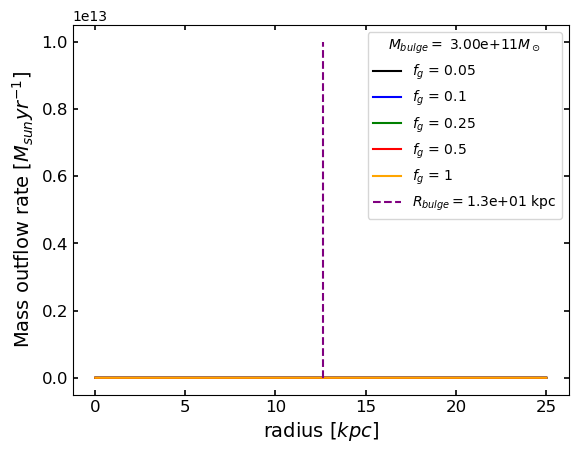 1e13
1.0
0.8
0.6
0.4
0.2
0.0
Mass outflow rate [M_sun yr^−1]
M_bulge = 3.00e+11M_⊙
f_g = 0.05
f_g = 0.1
f_g = 0.25
f_g = 0.5
f_g = 1
R_bulge = 1.3e+01 kpc
0 5 10 15 20 25
radius [kpc]